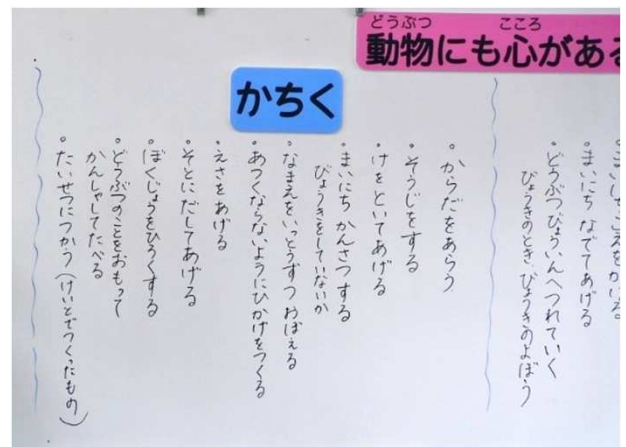 どうぶつ こころ
動物にも心がある
まいにちなでてあげる
どうぶつびょういんへつれていく
びょうきのとき、びょうきのよぼう
かちく
からだをあらう
そうじをする
けをといてあげる
まいにちかんさつする
びょうきをしていないか
なまえをいっとうずつおぼえる
あつくならないようにひかげをつくる
えさをあげる
そとにだしてあげる
ぼくじょうをひろくする
どうぶつのことをおもって
かんしゃしてたべる
たいせつにつかう(けいとでつくったもの)